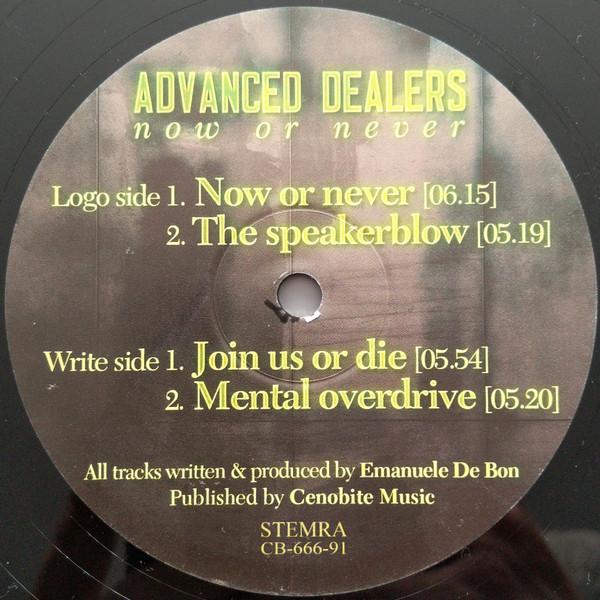 ADVANCED DEALERS
now or never
Logo side 1. Now or never [06.15]
2. The speakerblow [05.19]
Write side 1. Join us or die [05.54]
2. Mental overdrive [05.20]
All tracks written & produced by Emanuele De Bon
Published by Cenobite Music
STEMRA
CB-666-91